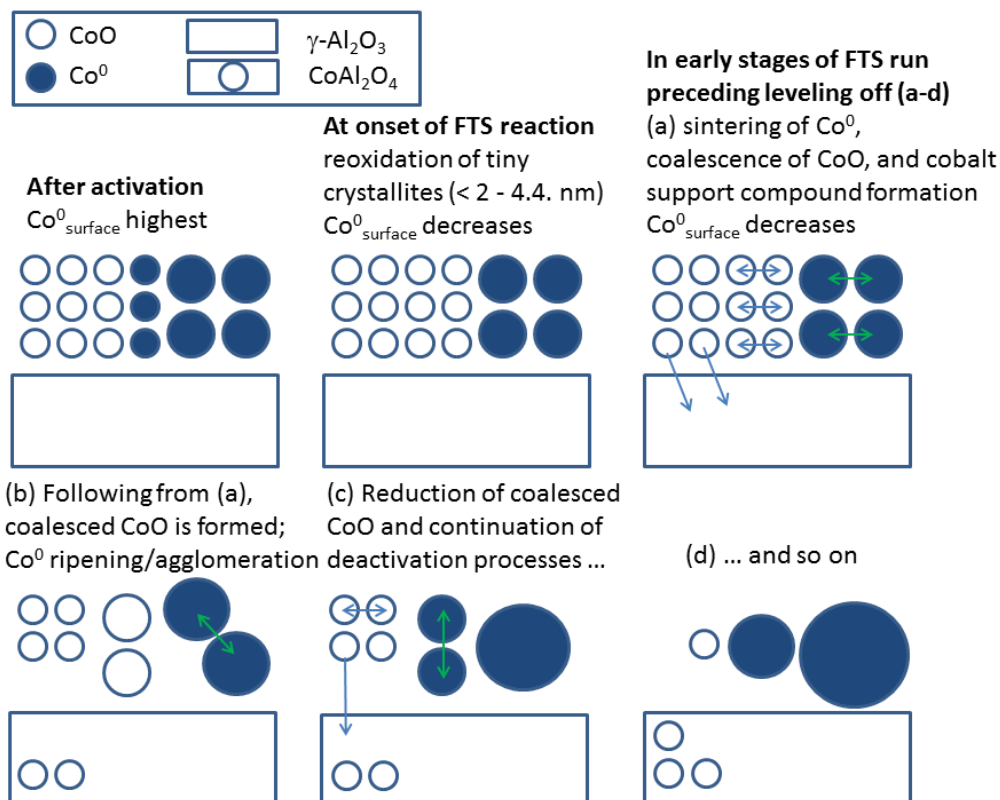 CoO
γ-Al₂O₃
Co⁰
CoAl₂O₄
After activation
Co⁰surface highest
At onset of FTS reaction
reoxidation of tiny
crystallites (< 2 - 4.4. nm)
Co⁰surface decreases
In early stages of FTS run
preceding leveling off (a-d)
(a) sintering of Co⁰,
coalescence of CoO, and cobalt
support compound formation
Co⁰surface decreases
(b) Following from (a),
coalesced CoO is formed;
Co⁰ ripening/agglomeration
(c) Reduction of coalesced
CoO and continuation of
deactivation processes ...
(d) ... and so on